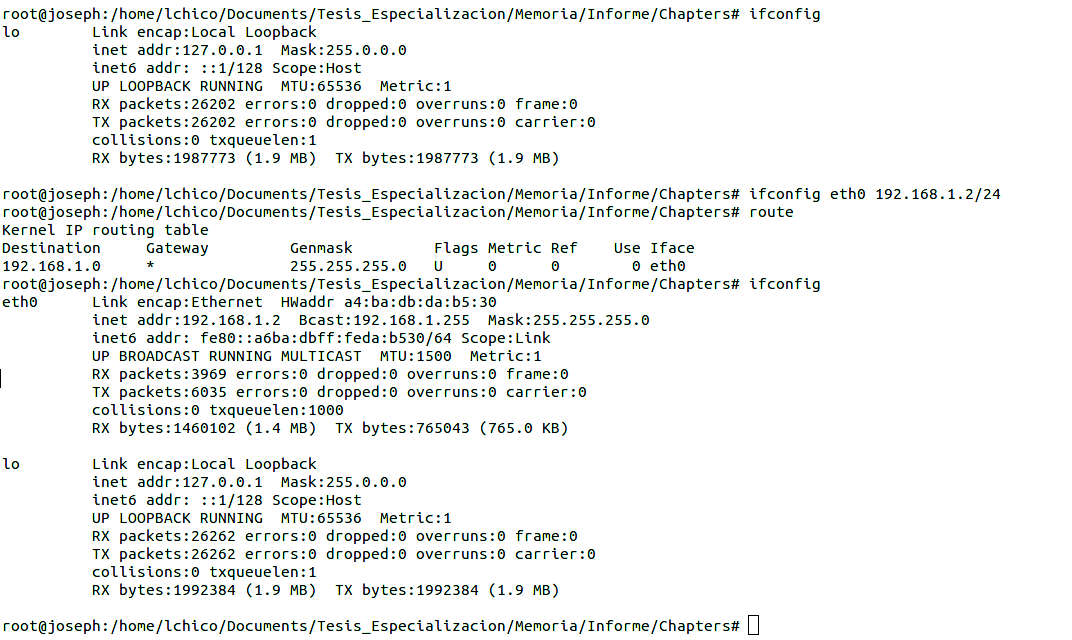 root@joseph:/home/lchico/Documents/Tesis_Especializacion/Memoria/Informe/Chapters# ifconfig
lo        Link encap:Local Loopback
          inet addr:127.0.0.1  Mask:255.0.0.0
          inet6 addr: ::1/128 Scope:Host
          UP LOOPBACK RUNNING  MTU:65536  Metric:1
          RX packets:26202 errors:0 dropped:0 overruns:0 frame:0
          TX packets:26202 errors:0 dropped:0 overruns:0 carrier:0
          collisions:0 txqueuelen:1
          RX bytes:1987773 (1.9 MB)  TX bytes:1987773 (1.9 MB)

root@joseph:/home/lchico/Documents/Tesis_Especializacion/Memoria/Informe/Chapters# ifconfig eth0 192.168.1.2/24
root@joseph:/home/lchico/Documents/Tesis_Especializacion/Memoria/Informe/Chapters# route
Kernel IP routing table
Destination     Gateway         Genmask         Flags Metric Ref    Use Iface
192.168.1.0     *               255.255.255.0   U     0      0        0 eth0
root@joseph:/home/lchico/Documents/Tesis_Especializacion/Memoria/Informe/Chapters# ifconfig
eth0      Link encap:Ethernet  HWaddr a4:ba:db:da:b5:30
          inet addr:192.168.1.2  Bcast:192.168.1.255  Mask:255.255.255.0
          inet6 addr: fe80::a6ba:dbff:feda:b530/64 Scope:Link
          UP BROADCAST RUNNING MULTICAST  MTU:1500  Metric:1
          RX packets:3969 errors:0 dropped:0 overruns:0 frame:0
          TX packets:6035 errors:0 dropped:0 overruns:0 carrier:0
          collisions:0 txqueuelen:1000
          RX bytes:1460102 (1.4 MB)  TX bytes:765043 (765.0 KB)

lo        Link encap:Local Loopback
          inet addr:127.0.0.1  Mask:255.0.0.0
          inet6 addr: ::1/128 Scope:Host
          UP LOOPBACK RUNNING  MTU:65536  Metric:1
          RX packets:26262 errors:0 dropped:0 overruns:0 frame:0
          TX packets:26262 errors:0 dropped:0 overruns:0 carrier:0
          collisions:0 txqueuelen:1
          RX bytes:1992384 (1.9 MB)  TX bytes:1992384 (1.9 MB)

root@joseph:/home/lchico/Documents/Tesis_Especializacion/Memoria/Informe/Chapters#